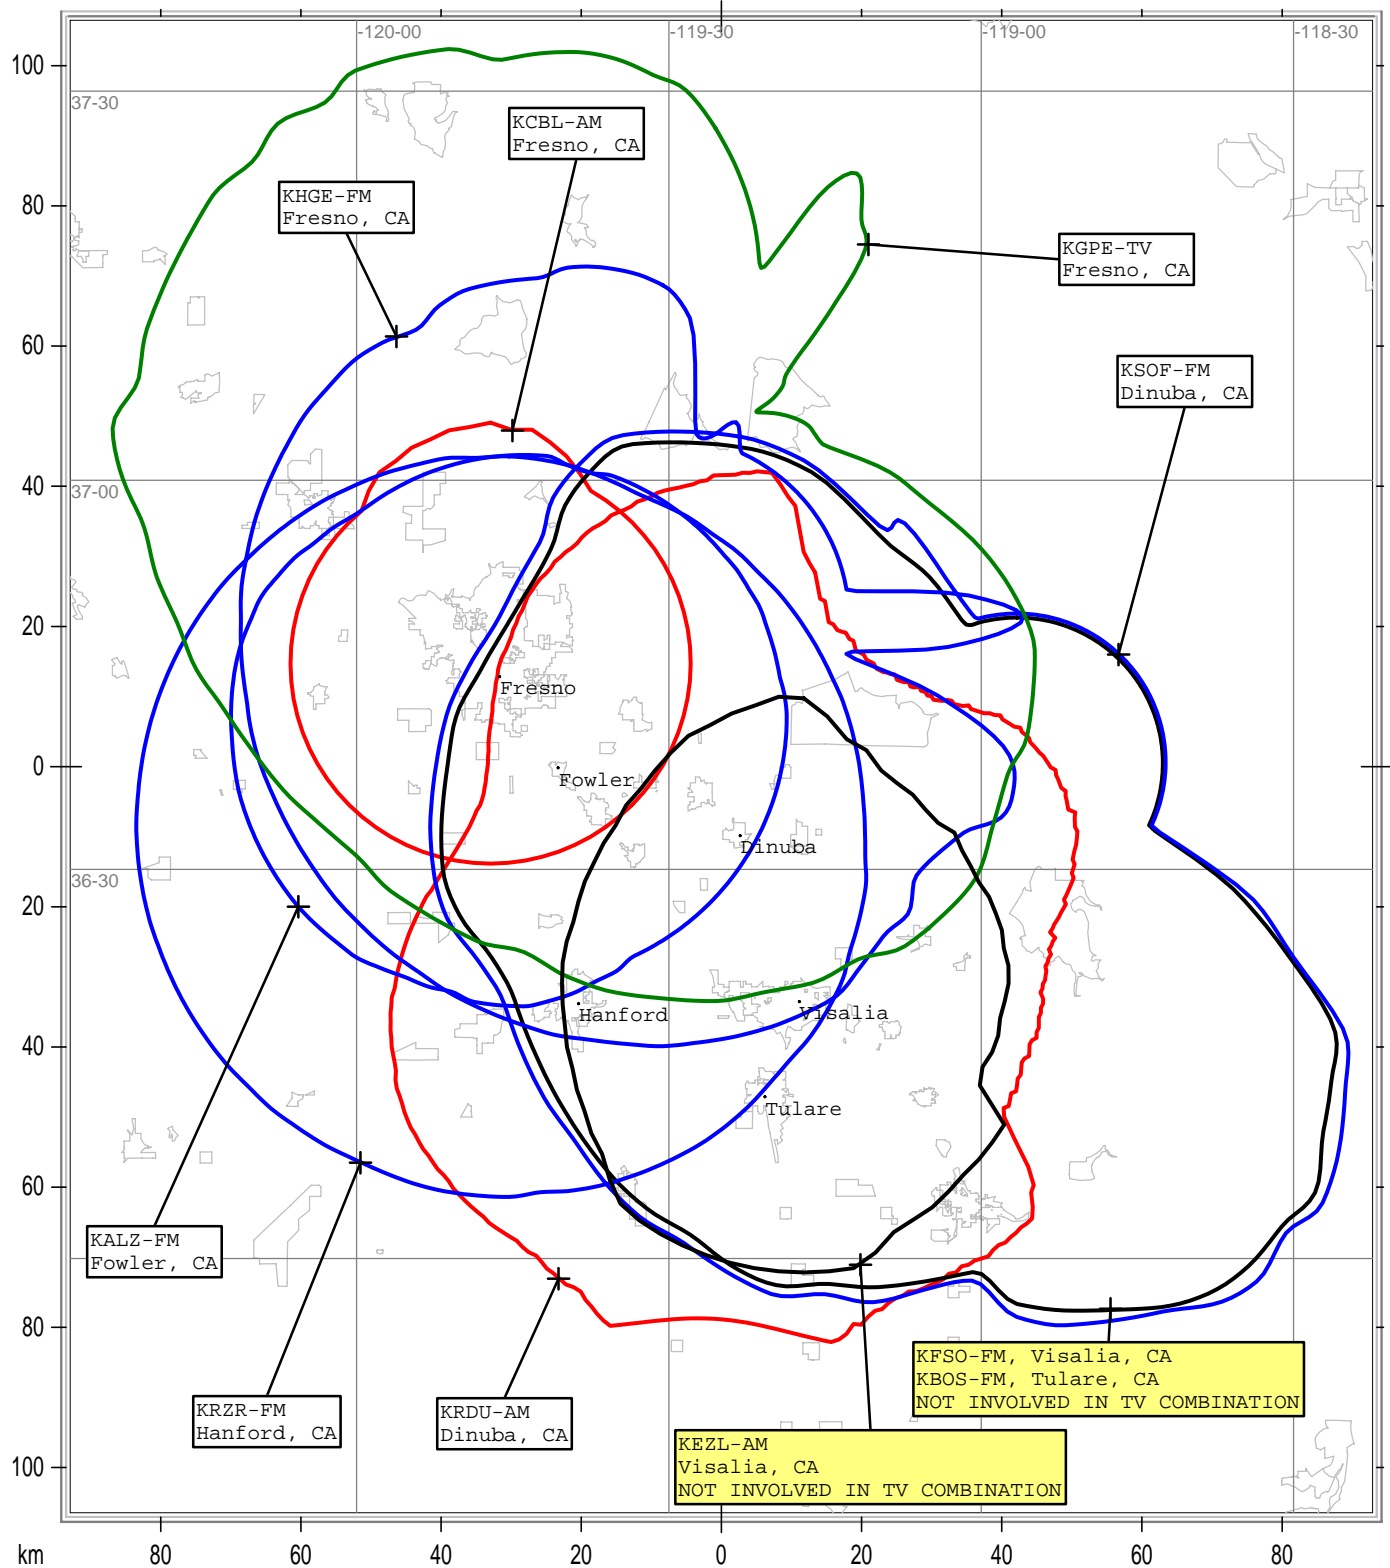 -120-00
-119-30
-119-00
-118-30
100
37-30
KCBL-AM
Fresno, CA
80
KHGE-FM
Fresno, CA
KGPE-TV
Fresno, CA
60
KSOF-FM
Dinuba, CA
40
37-00
20
Fresno
0
Fowler
Dinuba
36-30
20
Hanford
Visalia
40
Tulare
60
KALZ-FM
Fowler, CA
80
KFSO-FM, Visalia, CA
KBOS-FM, Tulare, CA
NOT INVOLVED IN TV COMBINATION
KRZR-FM
Hanford, CA
KRDU-AM
Dinuba, CA
KEZL-AM
Visalia, CA
NOT INVOLVED IN TV COMBINATION
100
km
80
60
40
20
0
20
40
60
80